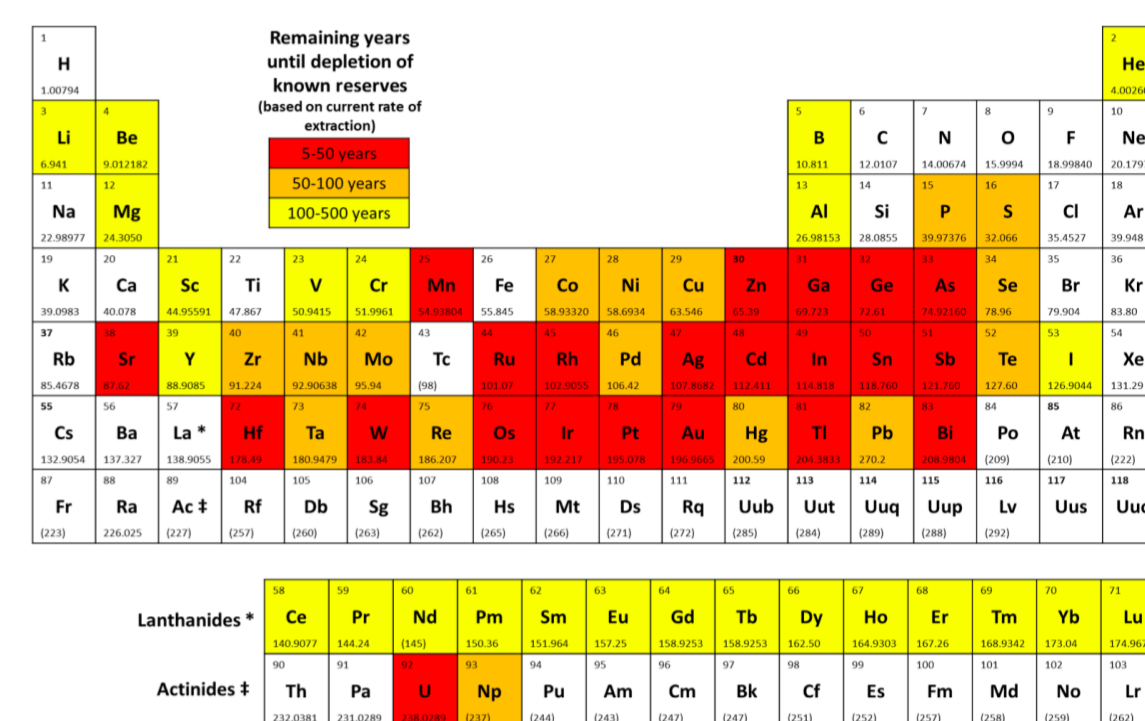 1 2
Remaining years
H until depletion of He
1.00794 known reserves
(based on current rate of
extraction)
3 4 5 6 7 8 9 10
Li Be 5-50 years B C N O F Ne
6.941 9.012182 50-100 years 10.811 12.0107 14.00674 15.9994 18.99840
11 12 13 14 15 16 17 18
Na Mg 100-500 years Al Si P S Cl Ar
22.98977 24.3050 26.98153 28.0855 39.97376 32.066 35.4527 39.948
19 20 21 22 23 24 25 26 27 28 29 30 31 32 33 34 35 36
K Ca Sc Ti V Cr Mn Fe Co Ni Cu Zn Ga Ge As Se Br Kr
39.0983 40.078 44.95591 47.867 50.9415 51.9961 54.93804 55.845 58.93320 58.6934 63.546 65.39 69.723 72.61 74.92160 78.96 79.904 83.80
37 38 39 40 41 42 43 44 45 46 47 48 49 50 51 52 53 54
Rb Sr Y Zr Nb Mo Tc Ru Rh Pd Ag Cd In Sn Sb Te I Xe
85.4678 87.62 88.9085 91.224 92.90638 95.94 (98) 101.07 102.9055 106.42 107.8682 112.411 114.818 118.760 121.760 127.60 126.9044 131.29
55 56 57 72 73 74 75 76 77 78 79 80 81 82 83 84 85 86
Cs Ba La * Hf Ta W Re Os Ir Pt Au Hg Tl Pb Bi Po At Rn
132.9054 137.327 138.9055 178.49 180.9479 183.84 186.207 190.23 192.217 195.078 196.9665 200.59 204.3833 270.2 208.9804 (209) (210) (222)
87 88 89 104 105 106 107 108 109 110 111 112 113 114 115 116 117 118
Fr Ra Ac ‡ Rf Db Sg Bh Hs Mt Ds Rq Uub Uut Uuq Uup Lv Uus
(223) 226.025 (227) (257) (260) (263) (262) (265) (266) (271) (272) (285) (284) (289) (288) (292)
58 59 60 61 62 63 64 65 66 67 68 69 70 71
Lanthanides * Ce Pr Nd Pm Sm Eu Gd Tb Dy Ho Er Tm Yb Lu
140.9077 144.24 (145) 150.36 151.964 157.25 158.9253 158.9253 162.50 164.9303 167.26 168.9342 173.04
90 91 92 93 94 95 96 97 98 99 100 101 102 103
Actinides ‡ Th Pa U Np Pu Am Cm Bk Cf Es Fm Md No Lr
232.0381 231.0289 238.0289 (237) (244) (243) (247) (247) (251) (252) (257) (258) (259) (262)